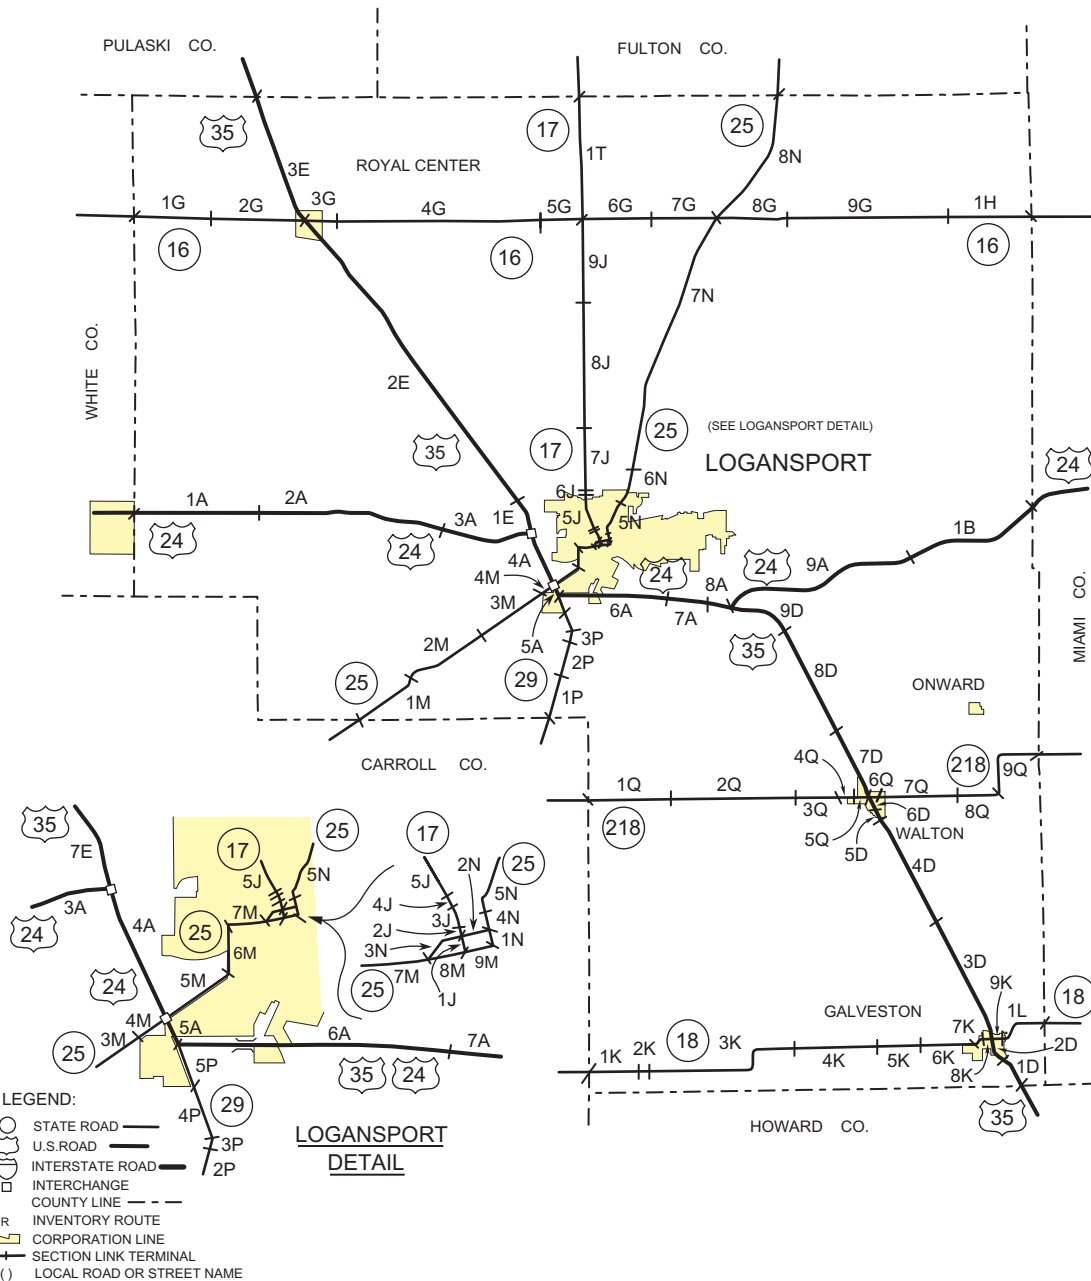 PULASKI CO.
FULTON CO.
35
17
25
3E
ROYAL CENTER
1T
8N
1G
2G
3G
4G
5G
6G
7G
8G
9G
1H
16
16
16
9J
7N
WHITE CO.
2E
8J
35
17
25
(SEE LOGANSPORT DETAIL)
LOGANSPORT
7J
6N
24
6J
1A
2A
3A
1E
5J
5N
1B
24
24
4A
4M
24
8A
24
9A
3M
6A
7A
9D
MIAMI CO.
2M
5A
3P
35
25
29
2P
8D
1M
1P
ONWARD
CARROLL CO.
7D
4Q
6Q
7Q
218
9Q
1Q
2Q
3Q
6D
8Q
218
5Q
5D
WALTON
4D
35
7E
17
25
17
2N
25
5J
5N
5J
5N
3A
4J
4N
24
4A
7M
25
3J
2J
1N
3N
6M
8M
9M
7M
3D
24
5M
25
1J
9K
4M
5A
GALVESTON
1L
18
3M
6A
7A
18
7K
2D
25
5P
35
24
1K
2K
3K
4K
5K
6K
8K
1D
LEGEND:
4P
29
35
STATE ROAD
LOGANSPORT
HOWARD CO.
U.S.ROAD
3P
DETAIL
INTERSTATE ROAD
2P
INTERCHANGE
COUNTY LINE
R INVENTORY ROUTE
CORPORATION LINE
SECTION LINK TERMINAL
( ) LOCAL ROAD OR STREET NAME